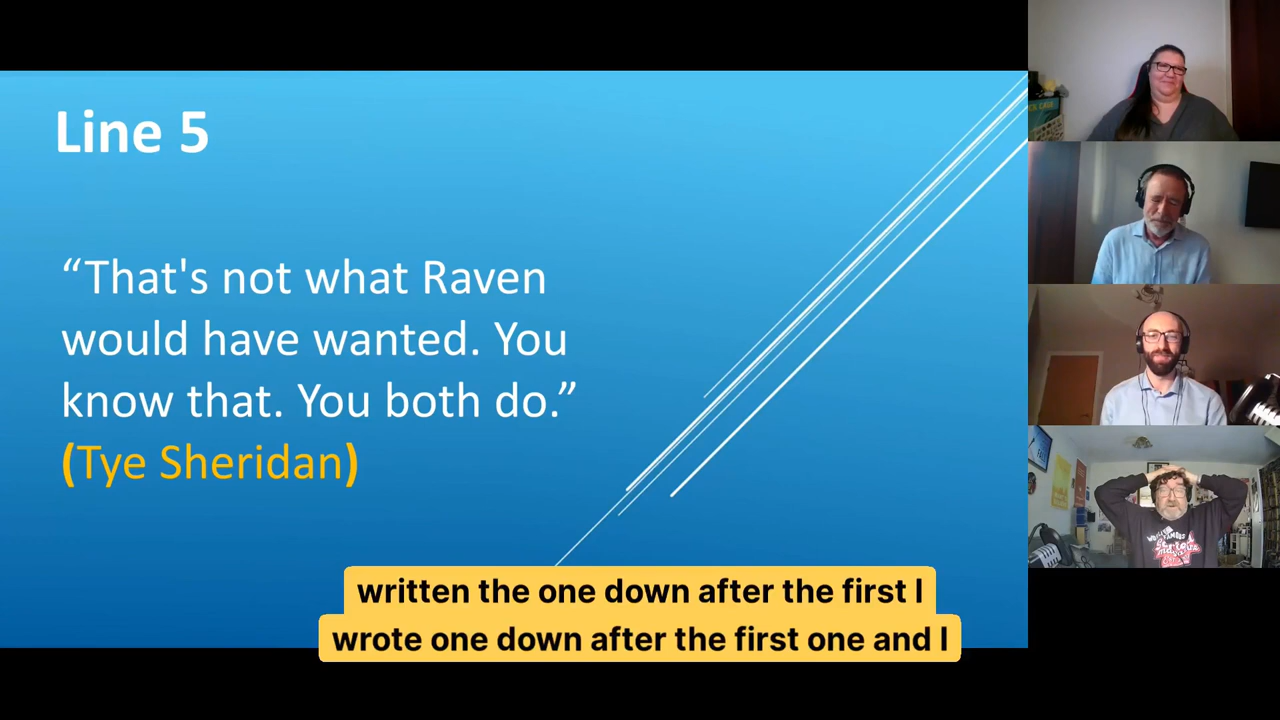 Line 5
“That's not what Raven
would have wanted. You
know that. You both do.”
(Tye Sheridan)
written the one down after the first I
wrote one down after the first one and I